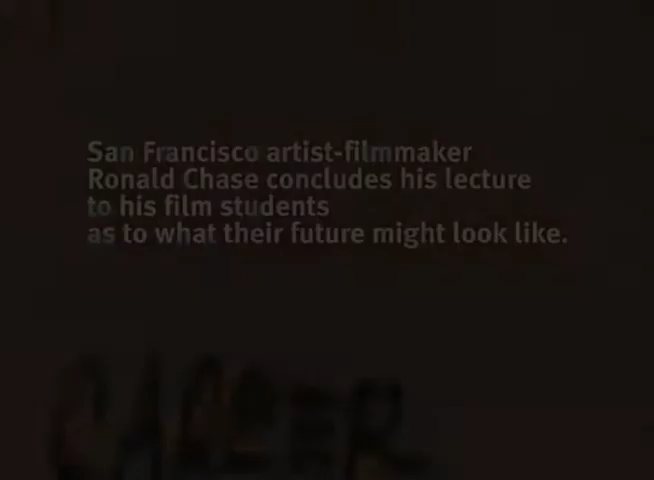 San Francisco artist-filmmaker
Ronald Chase concludes his lecture
to his film students
as to what their future might look like.